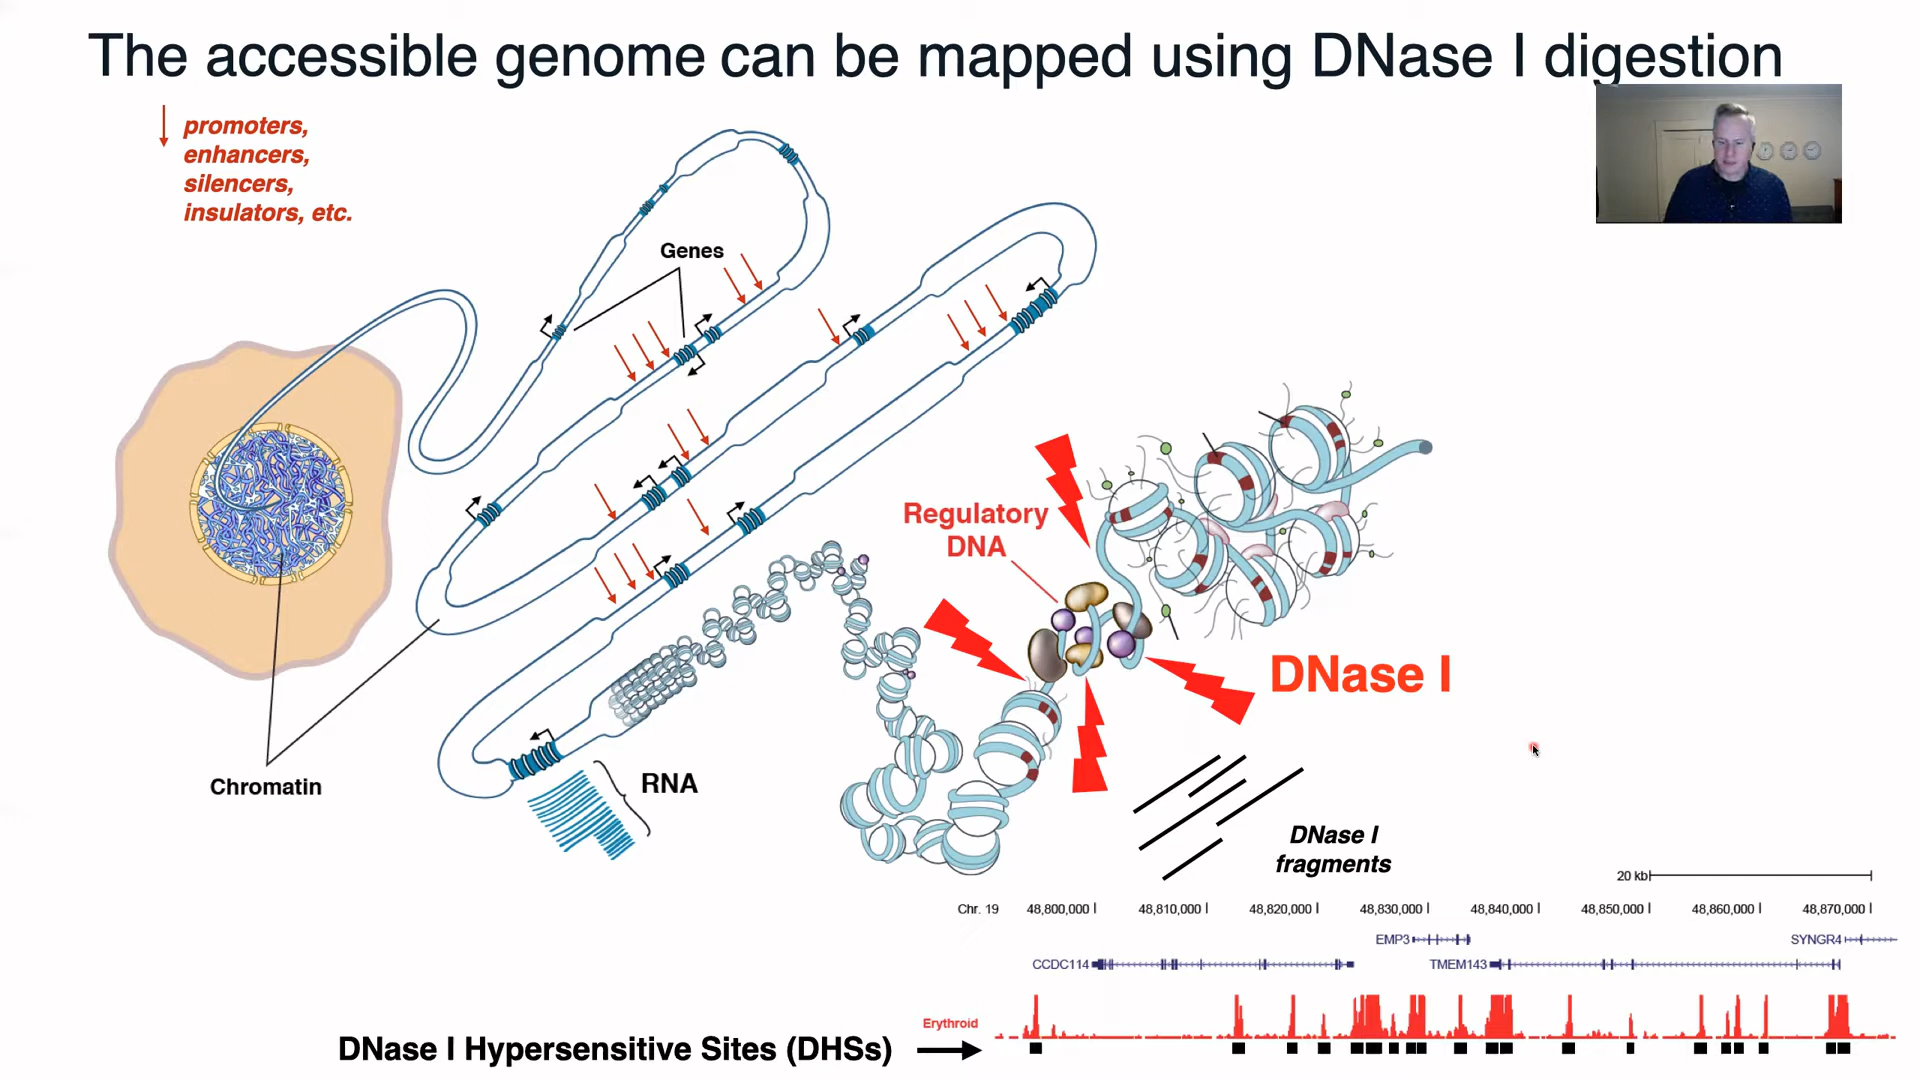 The accessible genome can be mapped using DNase I digestion
promoters,
enhancers,
silencers,
insulators, etc.
Genes
Regulatory
DNA
DNase I
Chromatin
RNA
DNase I
fragments
20 kb
Chr. 19 48,800,000 48,810,000 48,820,000 48,830,000 48,840,000 48,850,000 48,860,000 48,870,000
EMP3 SYNGR4
CCDC114 TMEM143
Erythroid
DNase I Hypersensitive Sites (DHSs)